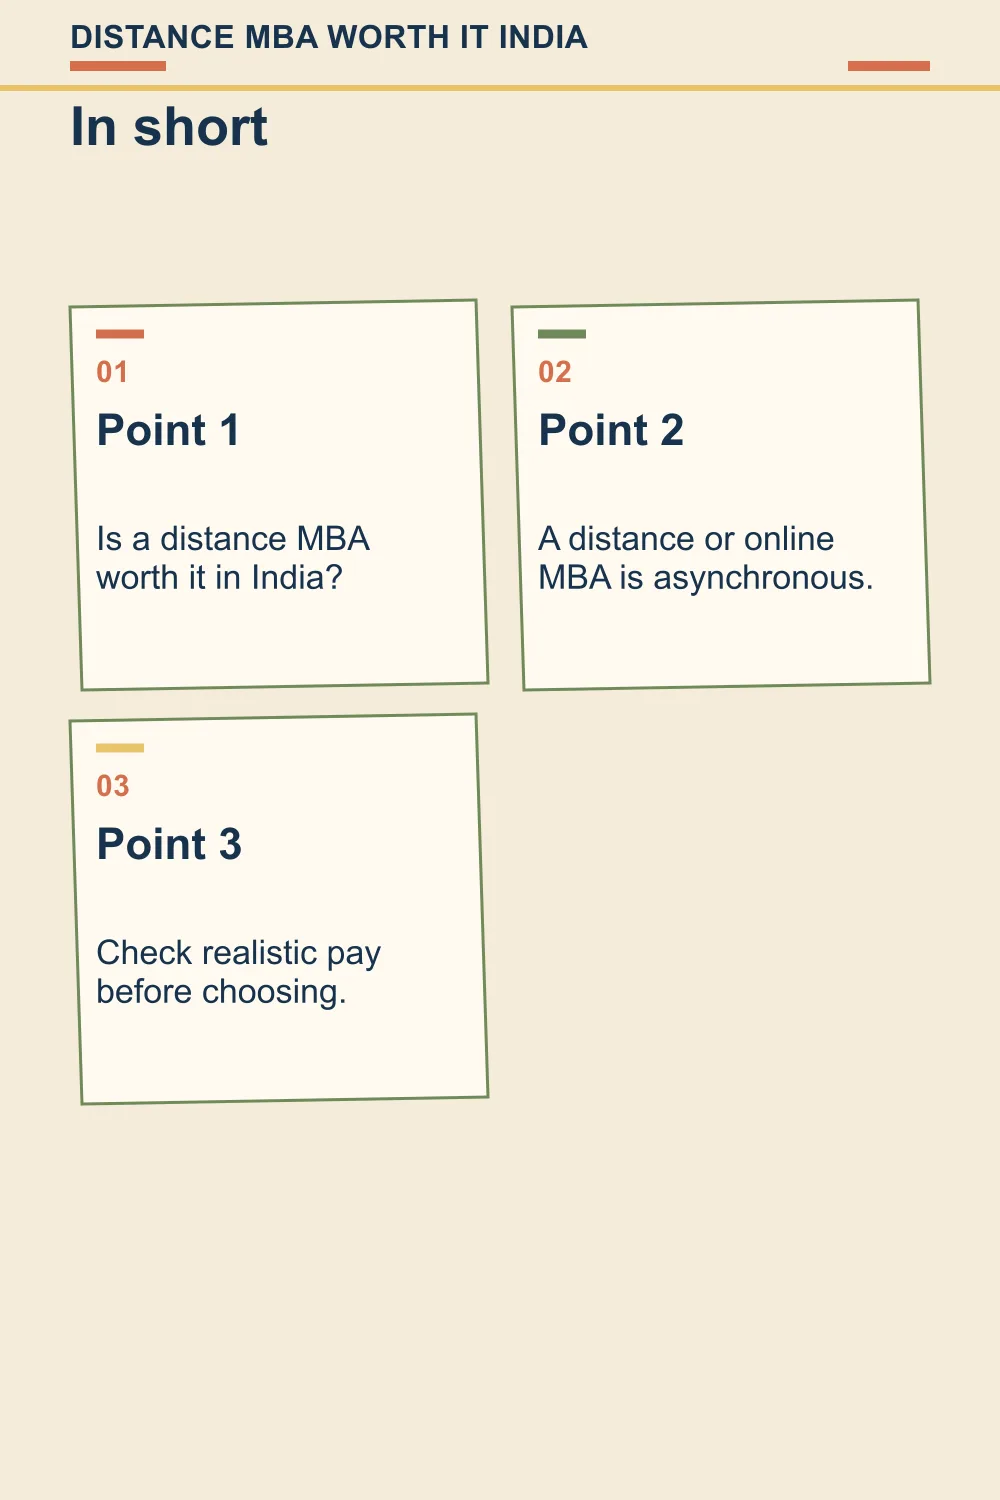 DISTANCE MBA WORTH IT INDIA
In short
01
Point 1
Is a distance MBA
worth it in India?
02
Point 2
A distance or online
MBA is asynchronous.
03
Point 3
Check realistic pay
before choosing.